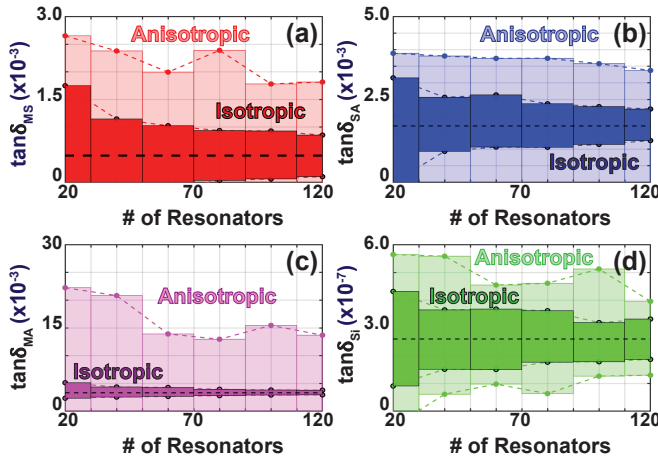 3.0
Anisotropic
(a)
1.5
Isotropic
0
tanδMS (x10-3)
20
70
120
# of Resonators
5.0
Anisotropic
(b)
2.5
Isotropic
0
tanδSA (x10-3)
20
70
120
# of Resonators
30
(c)
Anisotropic
15
Isotropic
0
tanδMA (x10-3)
20
70
120
# of Resonators
6.0
Anisotropic
(d)
Isotropic
3.0
0
tanδSi (x10-7)
20
70
120
# of Resonators